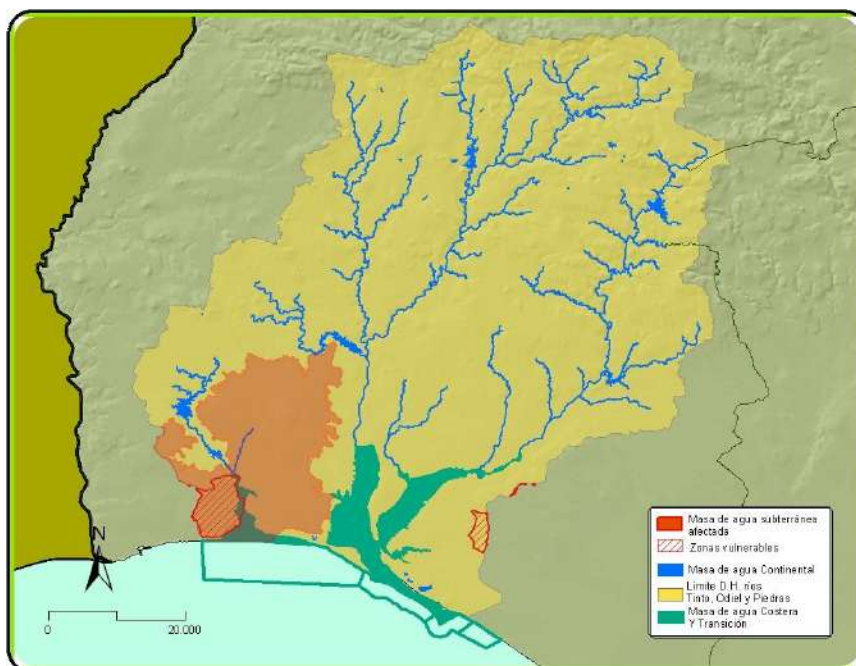 N
0
20.000
Masa de agua subterránea
afectada
Zonas vulnerables
Masa de agua Continental
Límite D.H. ríos
Tinto, Odiel y Piedras
Masa de agua Costera
Y Transición